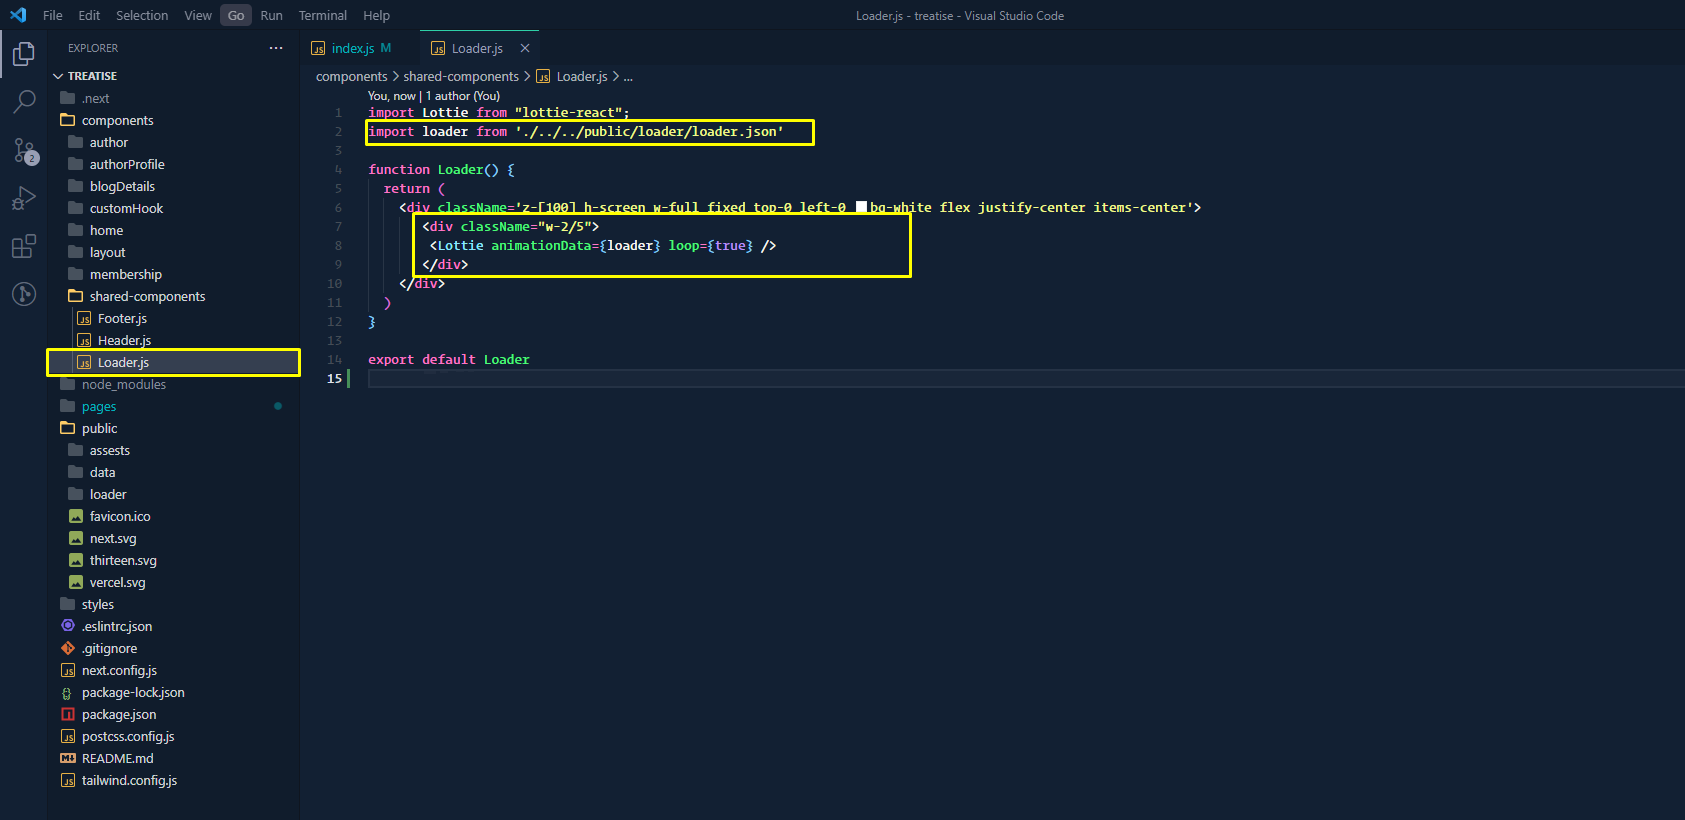 File Edit Selection View Go Run Terminal Help
Loader.js - treatise - Visual Studio Code
EXPLORER
TREATISE
.next
components
author
authorProfile
blogDetails
customHook
home
layout
membership
shared-components
Footer.js
Header.js
Loader.js
node_modules
pages
public
assests
data
loader
favicon.ico
next.svg
thirteen.svg
vercel.svg
styles
.eslintrc.json
.gitignore
next.config.js
package-lock.json
package.json
postcss.config.js
README.md
tailwind.config.js
2
JS index.js M
JS Loader.js ×
components > shared-components > JS Loader.js > ...
You, now | 1 author (You)
1 import Lottie from "lottie-react";
2 import loader from './../../public/loader/loader.json'
3
4 function Loader() {
5 return (
6 <div className='z-[100] h-screen w-full fixed top-0 left-0 bg-white flex justify-center items-center'>
7 <div className="w-2/5">
8 <Lottie animationData={loader} loop={true} />
9 </div>
10 </div>
11 )
12 }
13
14 export default Loader
15